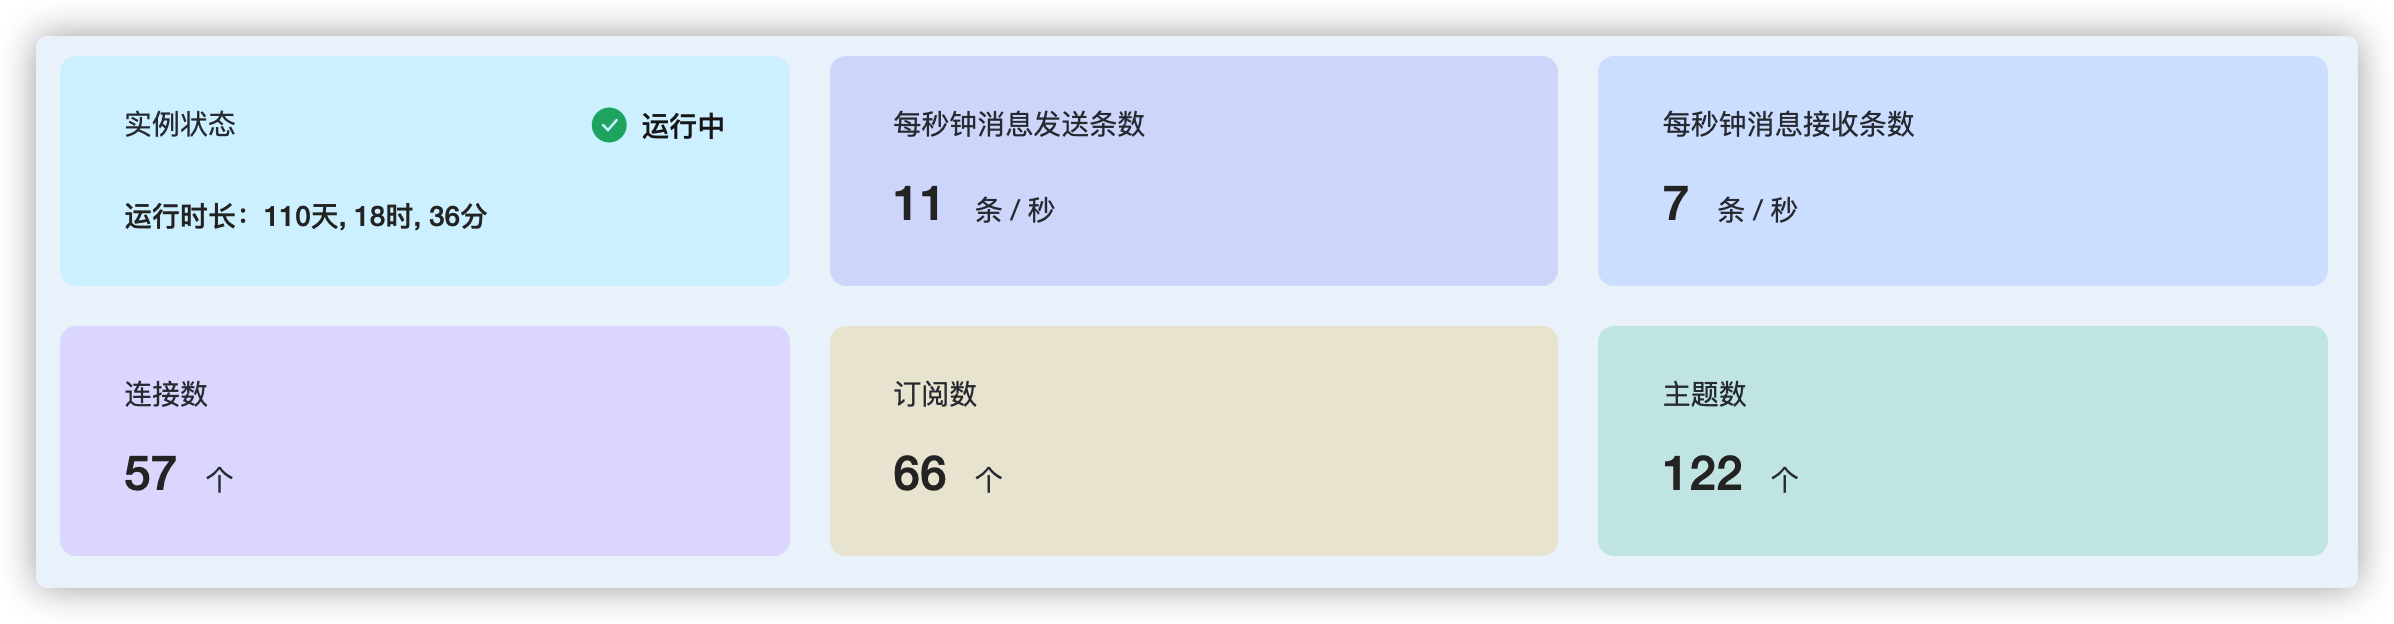 实例状态
运行中
运行时长：110天, 18时, 36分
每秒钟消息发送条数
11 条 / 秒
每秒钟消息接收条数
7 条 / 秒
连接数
57 个
订阅数
66 个
主题数
122 个